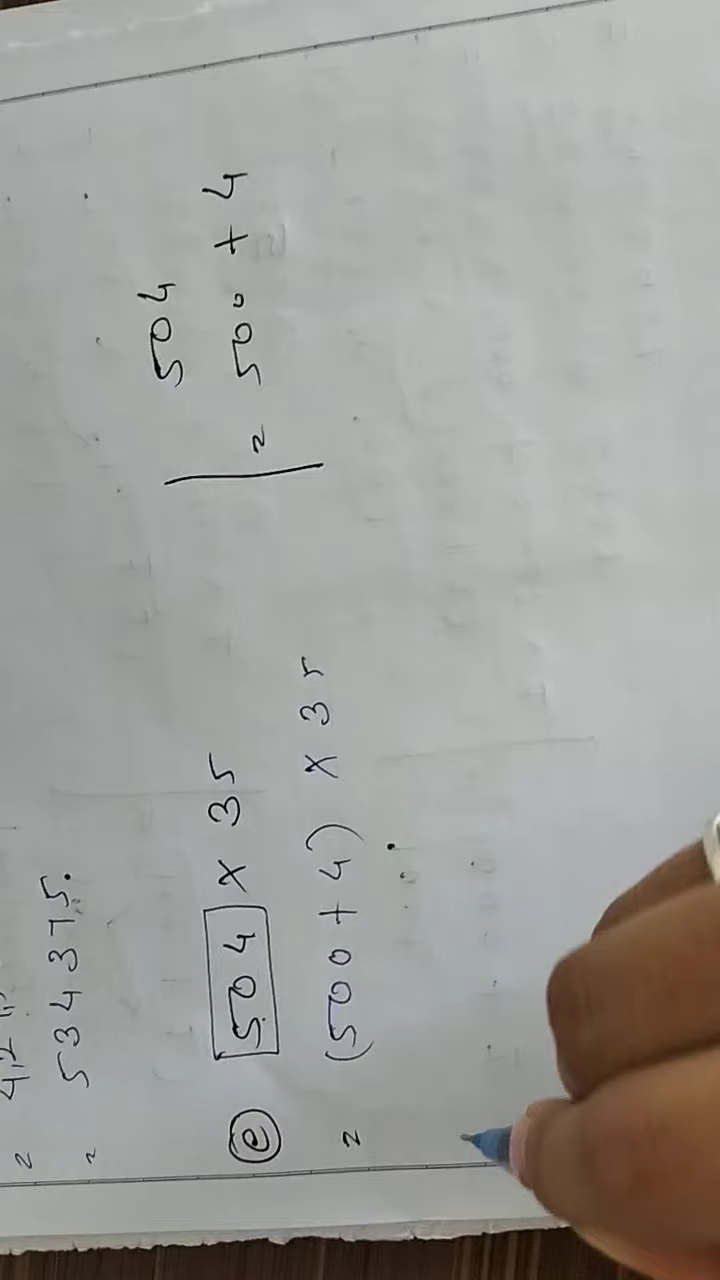 = 534375.
ⓔ 504 × 35
= (500 + 4) × 35
504
= 500 + 4